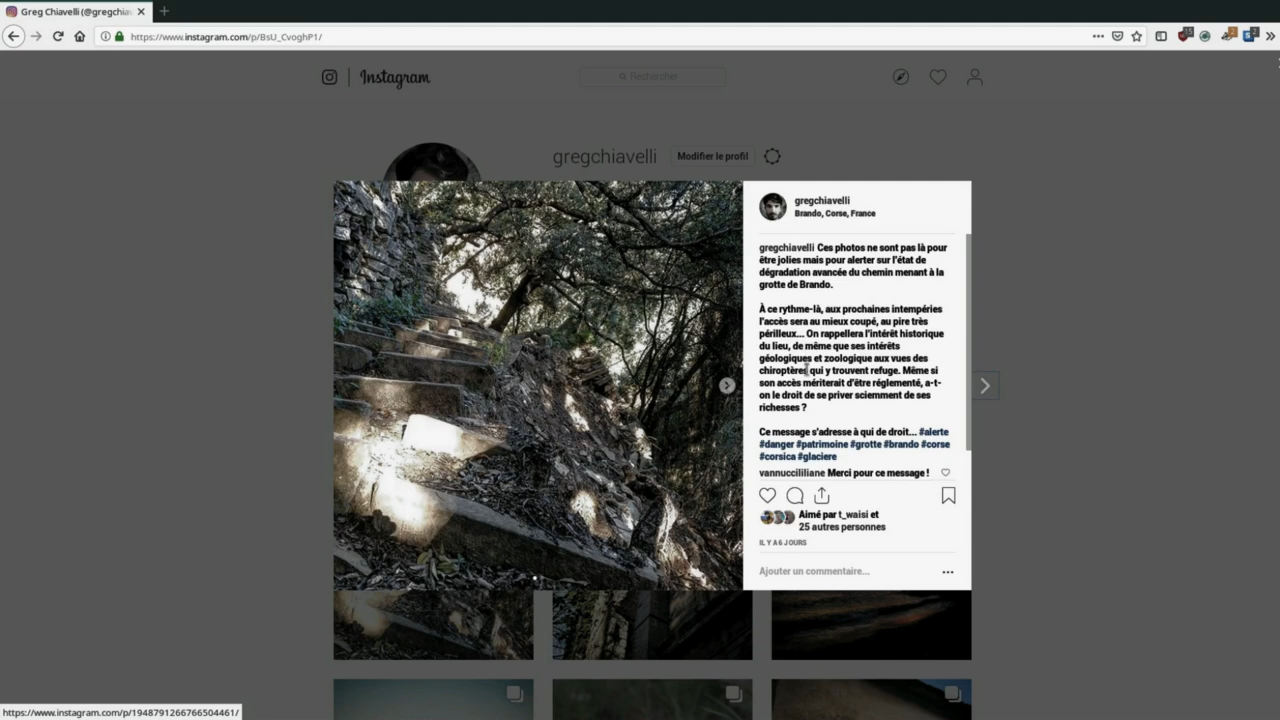 Greg Chiavelli (@gregchia
https://www.instagram.com/p/BsU_CvoghP1/
Instagram
Rechercher
gregchiavelli
Modifier le profil
gregchiavelli
Brando, Corse, France
gregchiavelli Ces photos ne sont pas là pour
être jolies mais pour alerter sur l'état de
dégradation avancée du chemin menant à la
grotte de Brando.
À ce rythme-là, aux prochaines intempéries
l'accès sera au mieux coupé, au pire très
périlleux... On rappellera l'intérêt historique
du lieu, de même que ses intérêts
géologiques et zoologique aux vues des
chiroptères qui y trouvent refuge. Même si
son accès mériterait d'être réglementé, a-t-
on le droit de se priver sciemment de ses
richesses ?
Ce message s'adresse à qui de droit... #alerte
#danger #patrimoine #grotte #brando #corse
#corsica #glaciere
vannuccililiane Merci pour ce message !
Aimé par t_waisi et
25 autres personnes
IL Y A 6 JOURS
Ajouter un commentaire...
https://www.instagram.com/p/1948791266766504461/